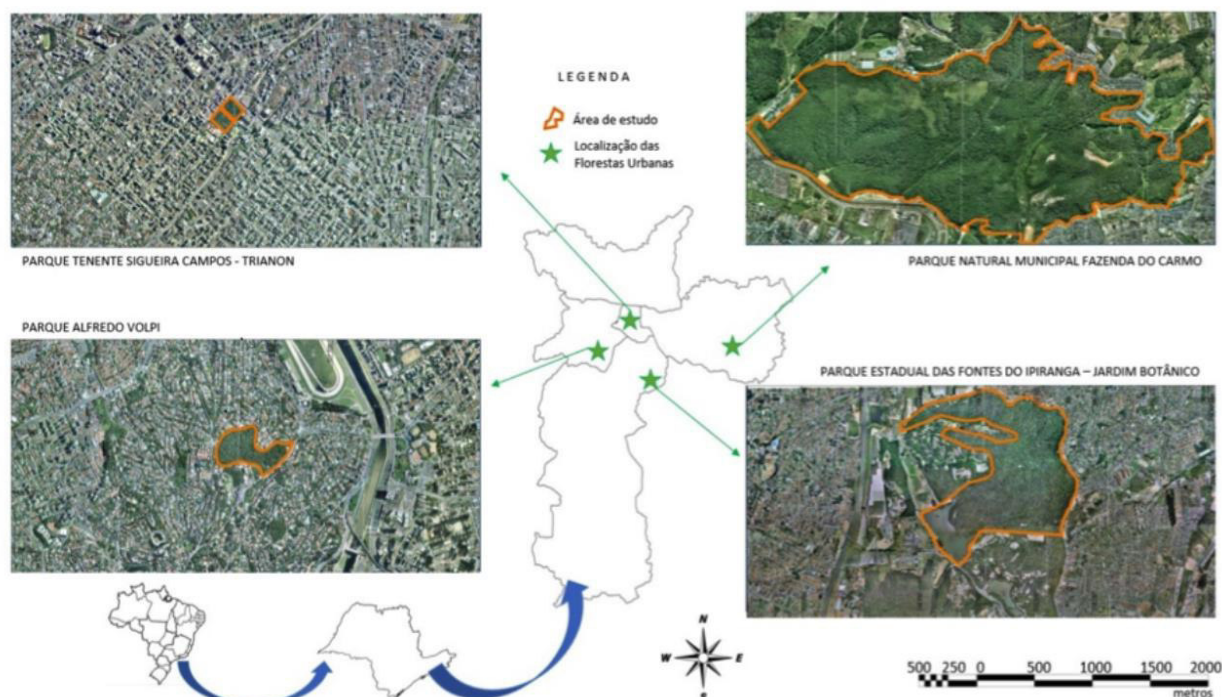 LEGENDA
Área de estudo
Localização das
Florestas Urbanas
PARQUE TENENTE SIGUEIRA CAMPOS - TRIANON
PARQUE NATURAL MUNICIPAL FAZENDA DO CARMO
PARQUE ALFREDO VOLPI
PARQUE ESTADUAL DAS FONTES DO IPIRANGA – JARDIM BOTÂNICO
N
W E
S
500 250 0 500 1000 1500 2000
metros